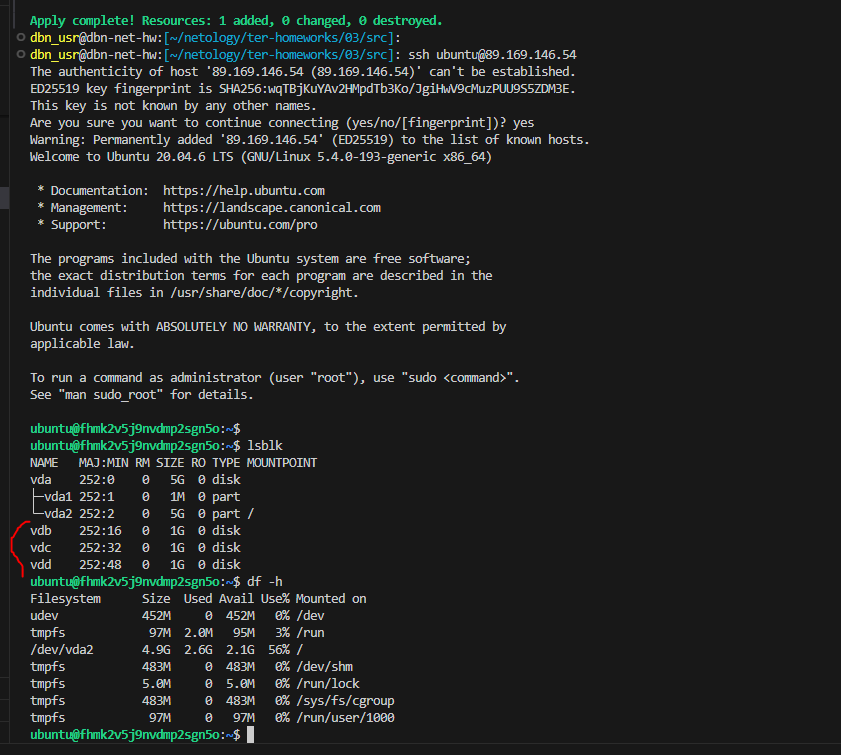 Apply complete! Resources: 1 added, 0 changed, 0 destroyed.
dbn_usr@dbn-net-hw:[~/netology/ter-homeworks/03/src]:
dbn_usr@dbn-net-hw:[~/netology/ter-homeworks/03/src]: ssh ubuntu@89.169.146.54
The authenticity of host '89.169.146.54 (89.169.146.54)' can't be established.
ED25519 key fingerprint is SHA256:wqTBjKuYAv2HMpdTb3Ko/JgiHwV9cMuzPUU9S5ZDM3E.
This key is not known by any other names.
Are you sure you want to continue connecting (yes/no/[fingerprint])? yes
Warning: Permanently added '89.169.146.54' (ED25519) to the list of known hosts.
Welcome to Ubuntu 20.04.6 LTS (GNU/Linux 5.4.0-193-generic x86_64)

 * Documentation:  https://help.ubuntu.com
 * Management:     https://landscape.canonical.com
 * Support:        https://ubuntu.com/pro

The programs included with the Ubuntu system are free software;
the exact distribution terms for each program are described in the
individual files in /usr/share/doc/*/copyright.

Ubuntu comes with ABSOLUTELY NO WARRANTY, to the extent permitted by
applicable law.

To run a command as administrator (user "root"), use "sudo <command>".
See "man sudo_root" for details.

ubuntu@fhmk2v5j9nvdmp2sgn5o:~$
ubuntu@fhmk2v5j9nvdmp2sgn5o:~$ lsblk
NAME   MAJ:MIN RM SIZE RO TYPE MOUNTPOINT
vda    252:0    0   5G  0 disk
├─vda1 252:1    0   1M  0 part
└─vda2 252:2    0   5G  0 part /
vdb    252:16   0   1G  0 disk
vdc    252:32   0   1G  0 disk
vdd    252:48   0   1G  0 disk
ubuntu@fhmk2v5j9nvdmp2sgn5o:~$ df -h
Filesystem      Size  Used Avail Use% Mounted on
udev            452M     0  452M   0% /dev
tmpfs            97M  2.0M   95M   3% /run
/dev/vda2       4.9G  2.6G  2.1G  56% /
tmpfs           483M     0  483M   0% /dev/shm
tmpfs           5.0M     0  5.0M   0% /run/lock
tmpfs           483M     0  483M   0% /sys/fs/cgroup
tmpfs            97M     0   97M   0% /run/user/1000
ubuntu@fhmk2v5j9nvdmp2sgn5o:~$